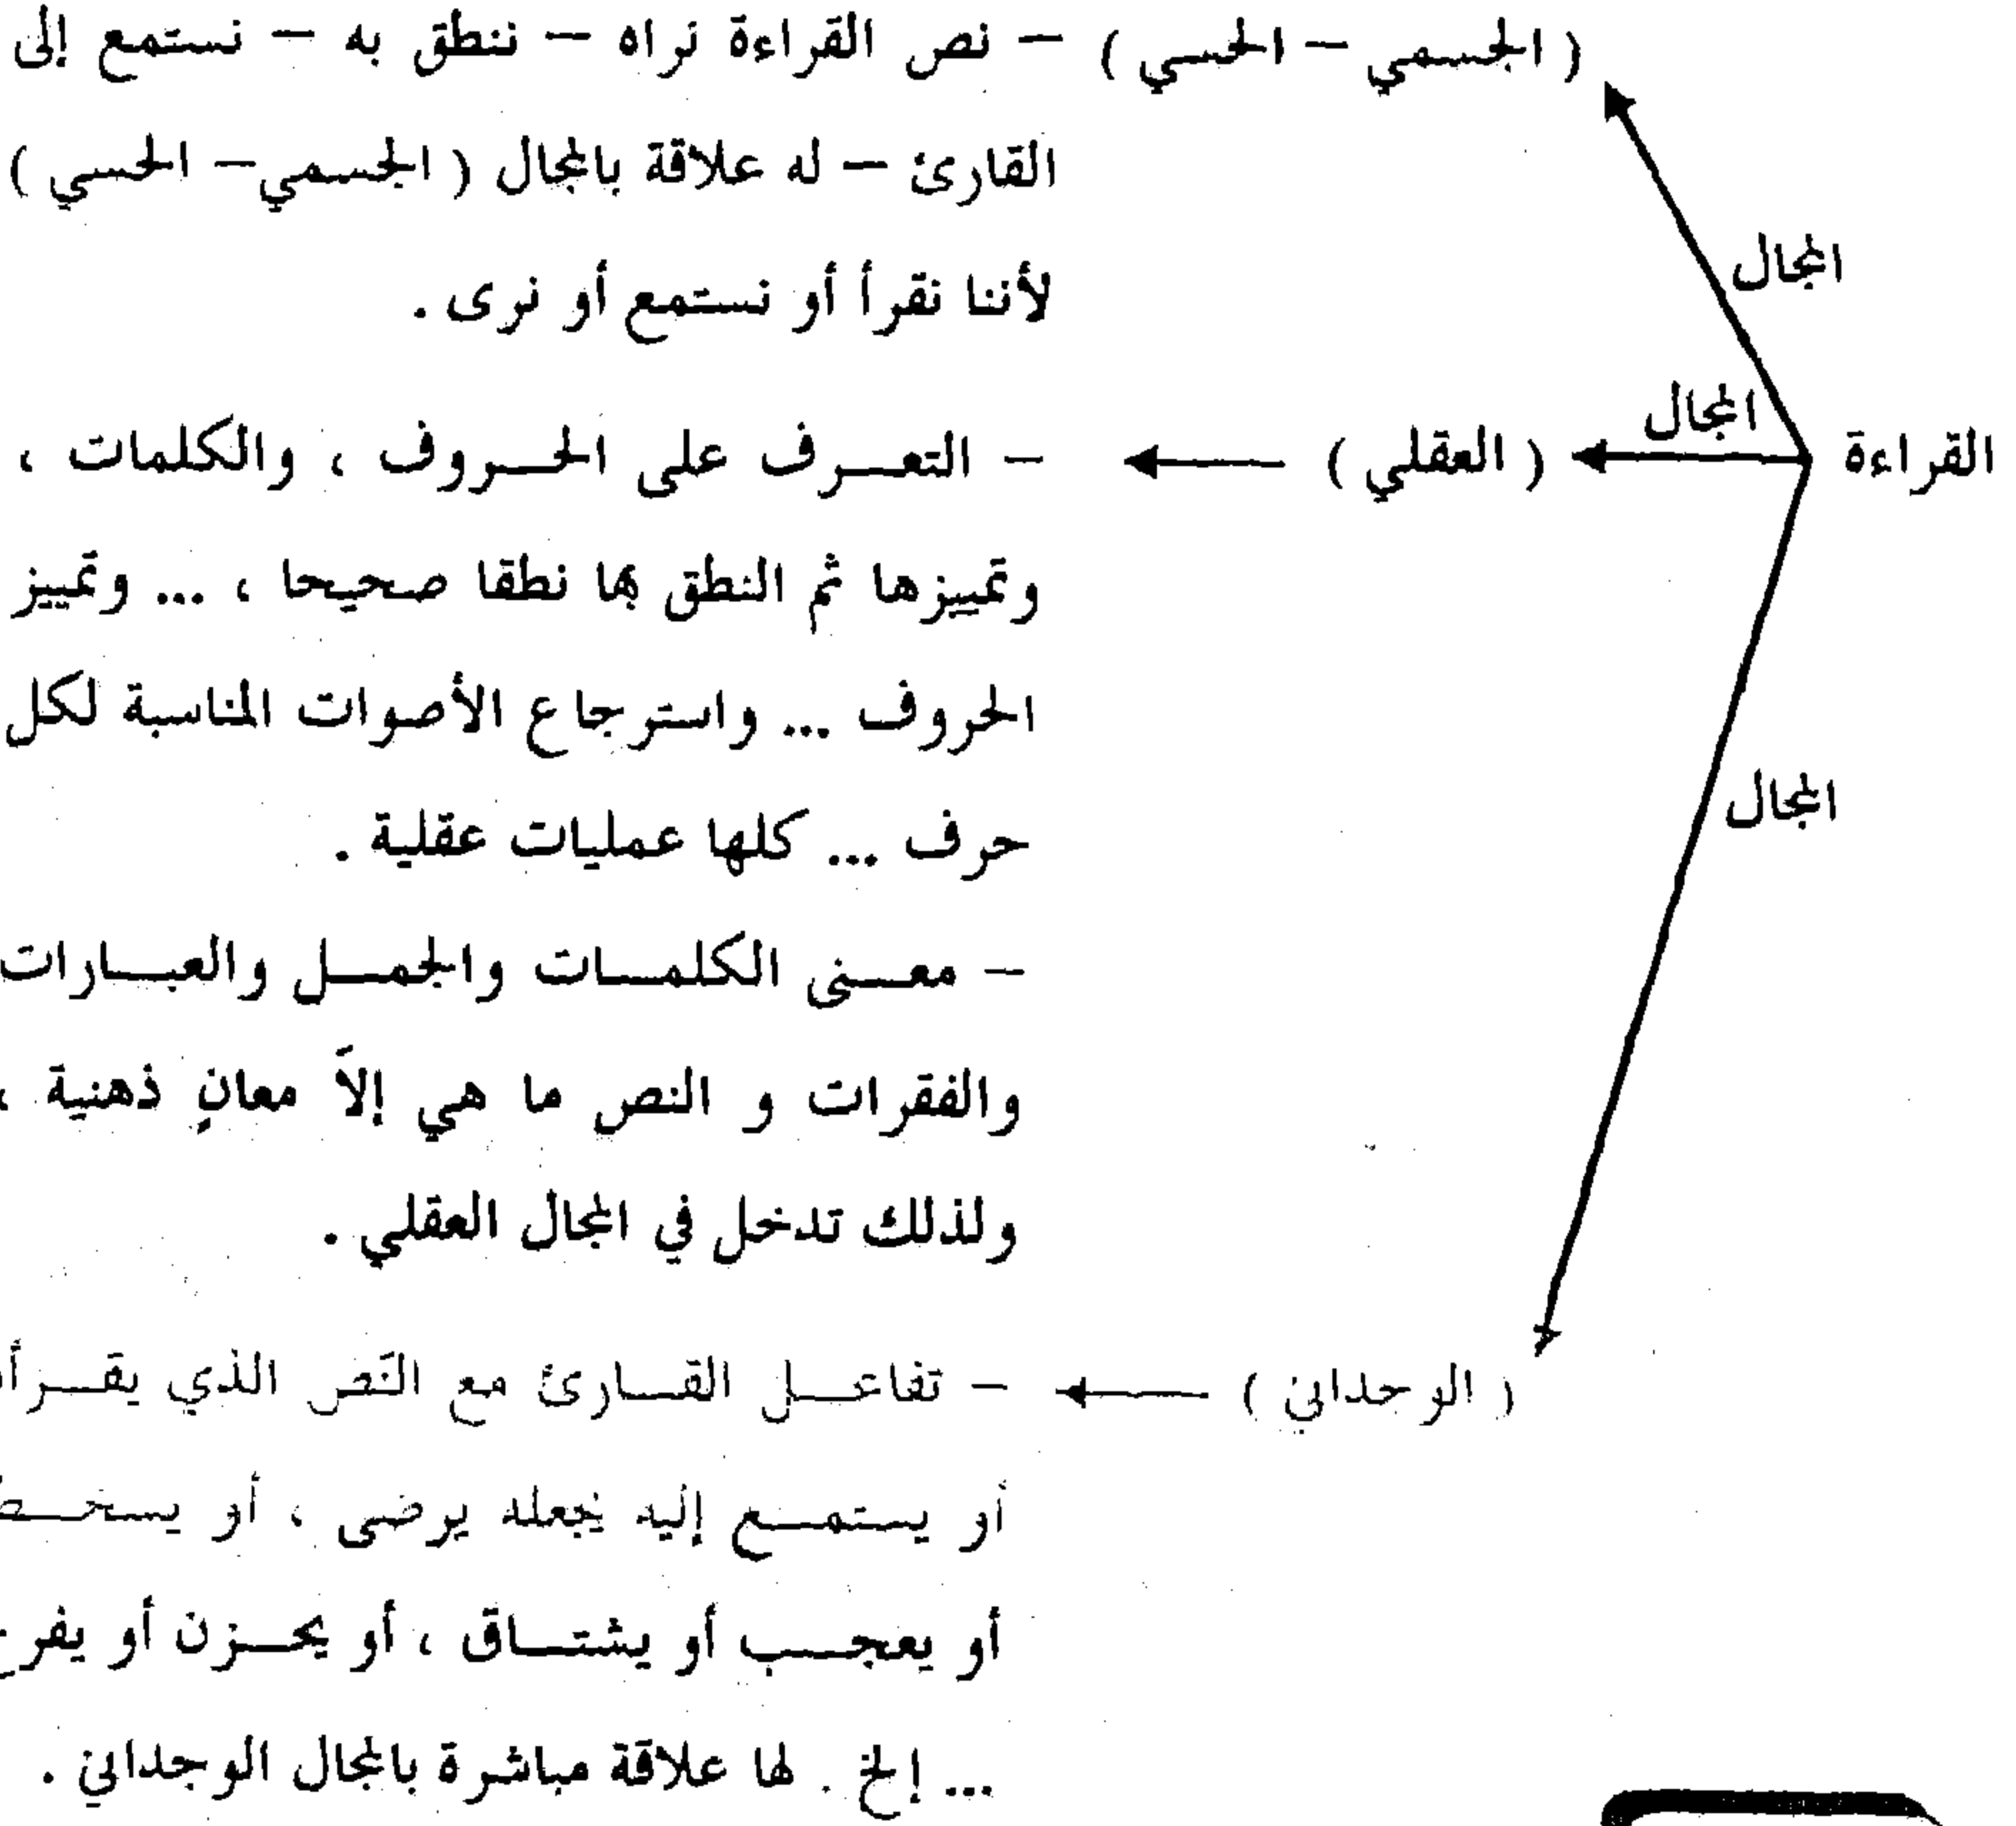 ( الجسمي – الحسي ) – نص القراءة نراه – ننطق به – نستمع إلى
القارئ – له علاقة بالمجال ( الجسمي – الحسي )
لأننا نقرأ أو نستمع أو نرى .
المجال
المجال
القراءة ( العقلي ) – التعرف على الحروف ، والكلمات ،
وتمييزها ثم النطق بها نطقا صحيحا ، ... وتمييز
الحروف ... واسترجاع الأصوات المناسبة لكل
المجال
حرف ... كلها عمليات عقلية .
– معنى الكلمات والجمل والعبارات
والفقرات و النص ما هي إلاَ معانٍ ذهنية ،
ولذلك تدخل في المجال العقلي .
( الوجداني ) – تفاعل القارئ مع النَص الذي
أو يستمع إليه يجعله يرضى ، أو
أو يعجب أو يشتاق ، أو يحزن أو
... إلخ . لها علاقة مباشرة بالمجال الوجداني .